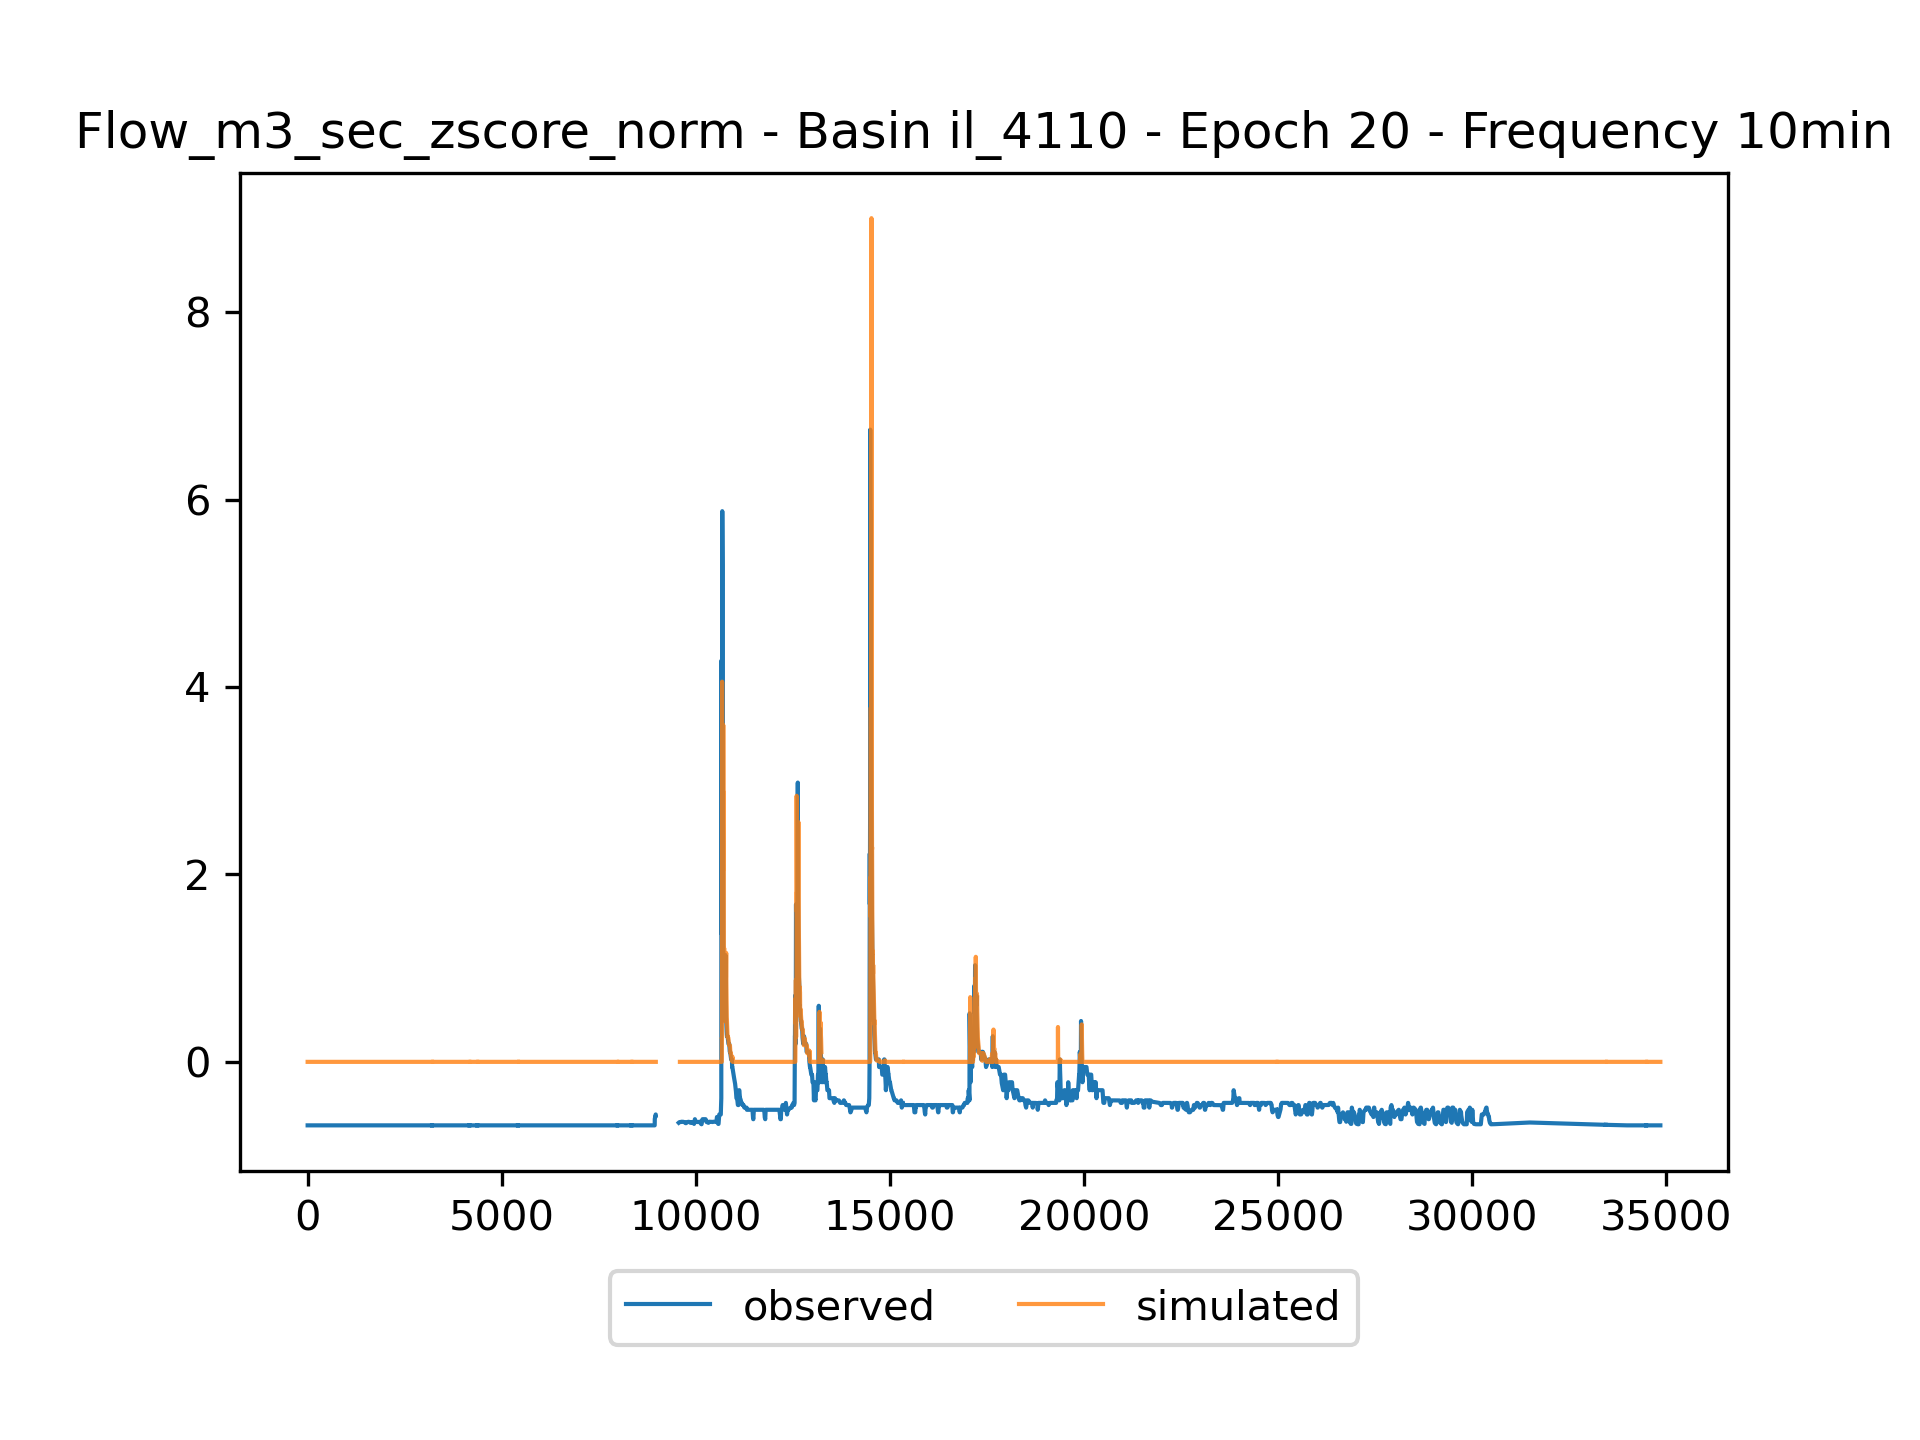 Flow_m3_sec_zscore_norm - Basin il_4110 - Epoch 20 - Frequency 10min
8
6
4
2
0
0 5000 10000 15000 20000 25000 30000 35000
observed simulated